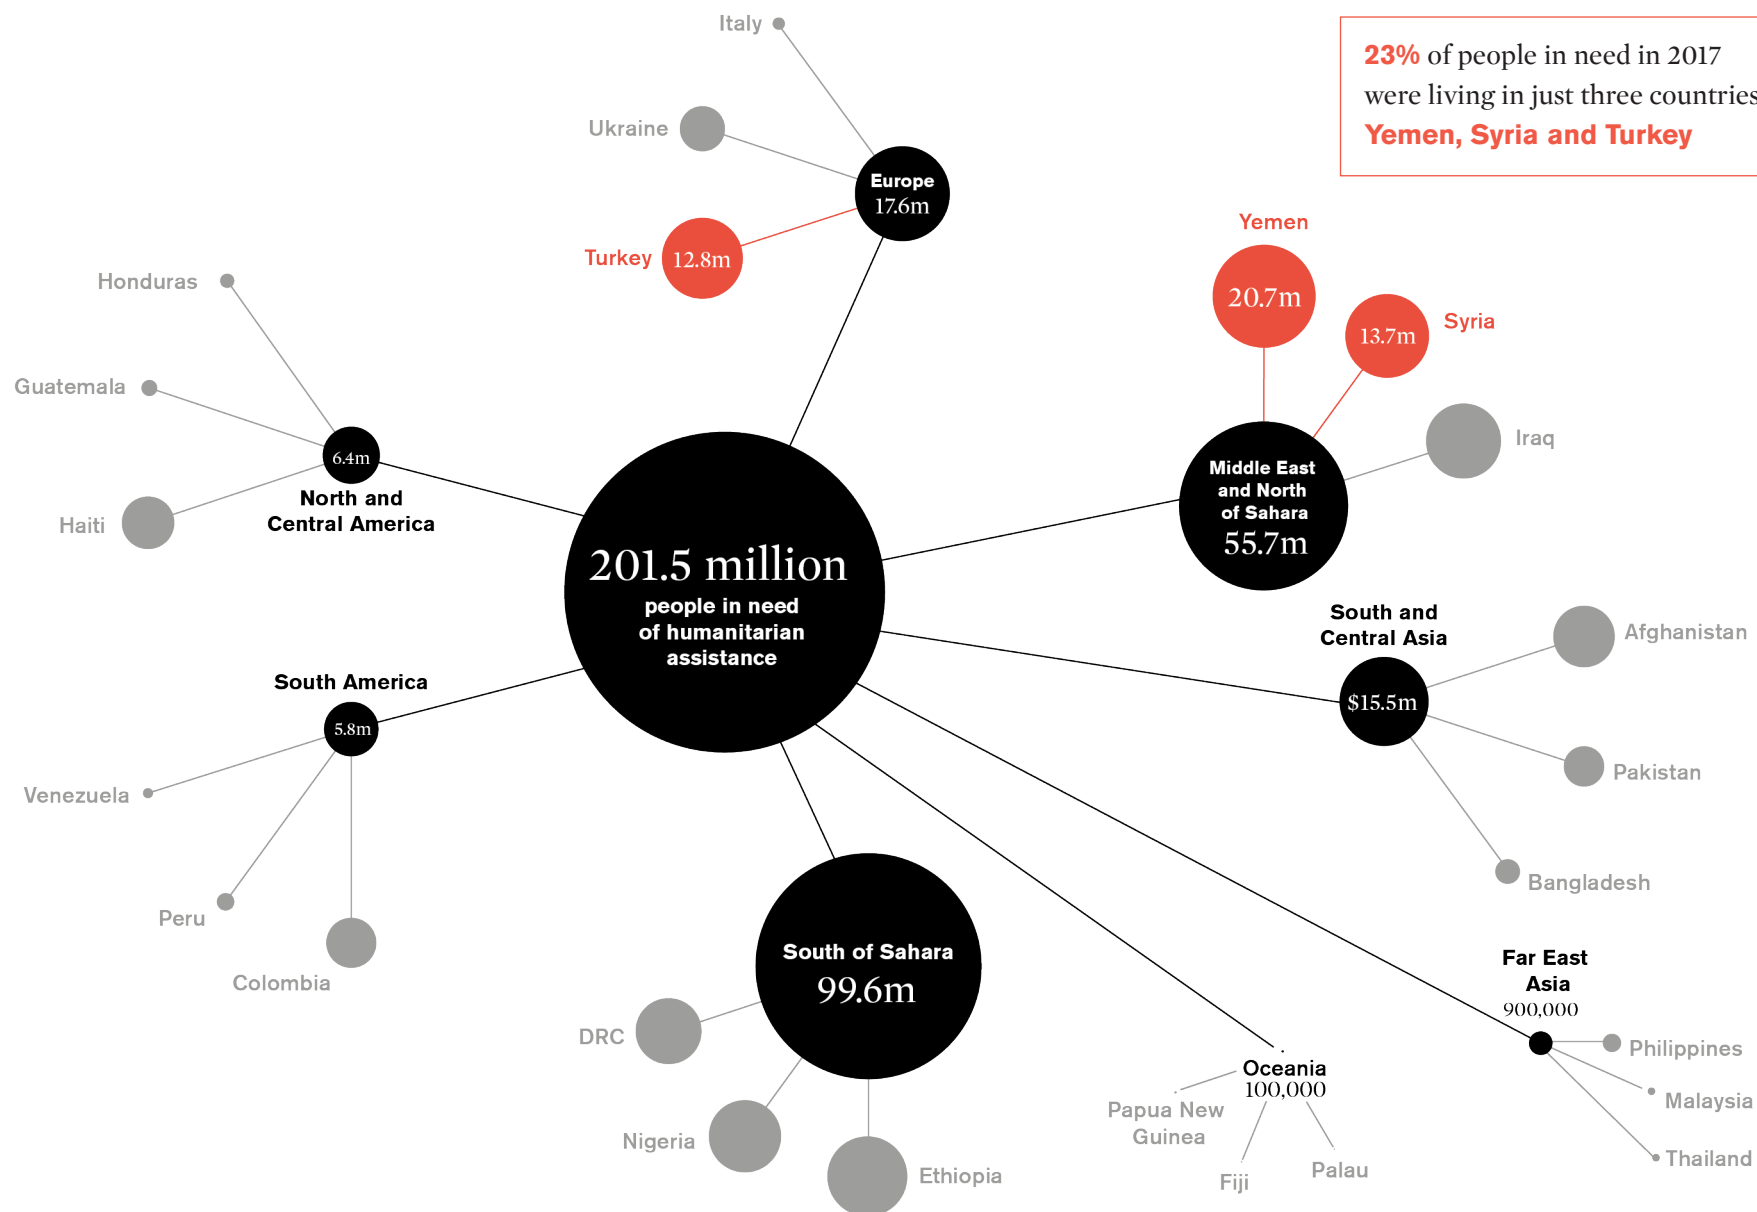 23% of people in need in 2017
were living in just three countries
Yemen, Syria and Turkey
Italy
Ukraine
Turkey
12.8m
Europe
17.6m
Yemen
20.7m
13.7m
Syria
Iraq
Middle East
and North
of Sahara
55.7m
Honduras
Guatemala
Haiti
6.4m
North and
Central America
201.5 million
people in need
of humanitarian
assistance
South and
Central Asia
$15.5m
Afghanistan
Pakistan
Bangladesh
South America
5.8m
Venezuela
Peru
Colombia
South of Sahara
99.6m
DRC
Nigeria
Ethiopia
Oceania
100,000
Papua New
Guinea
Fiji
Palau
Far East
Asia
900,000
Philippines
Malaysia
Thailand